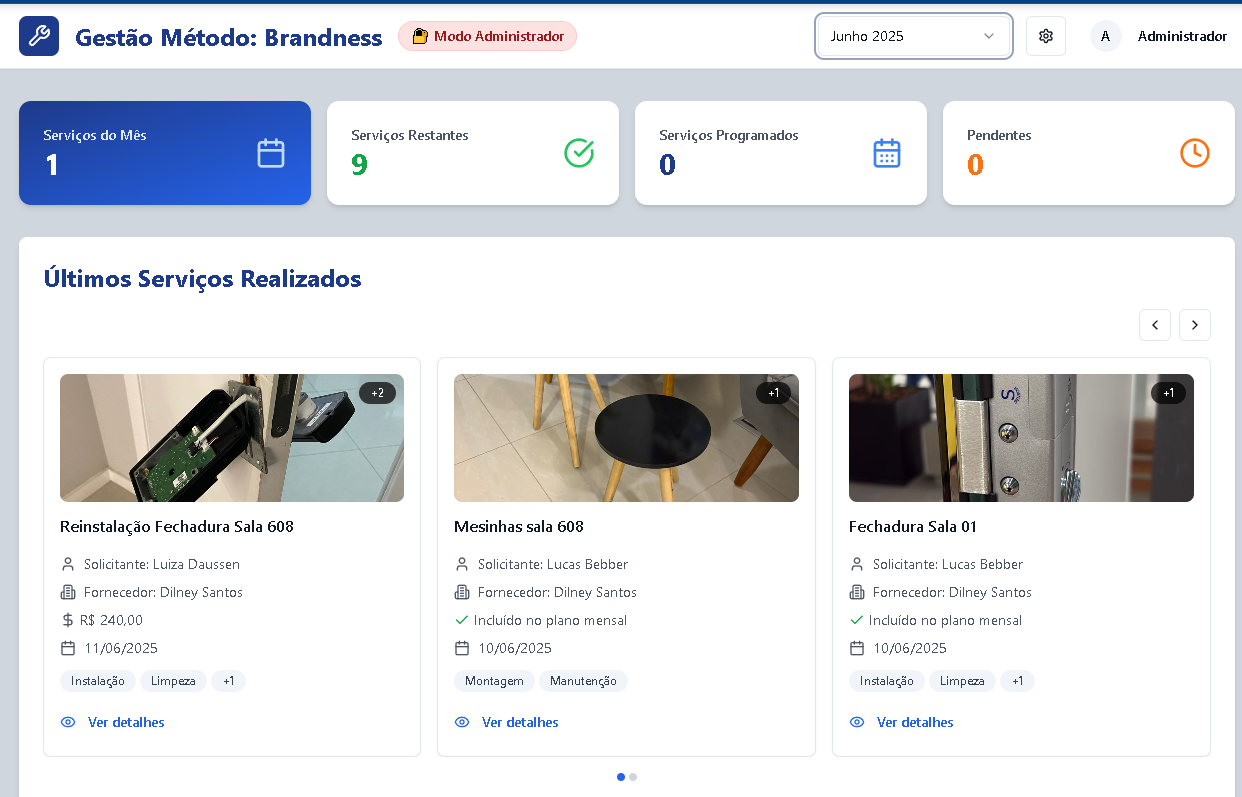 Gestão Método: Brandness
Modo Administrador
Junho 2025
A
Administrador
Serviços do Mês
1
Serviços Restantes
9
Serviços Programados
0
Pendentes
0
Últimos Serviços Realizados
+2
Reinstalação Fechadura Sala 608
Solicitante: Luiza Daussen
Fornecedor: Dilney Santos
R$ 240,00
11/06/2025
Instalação Limpeza +1
Ver detalhes
+1
Mesinhas sala 608
Solicitante: Lucas Bebber
Fornecedor: Dilney Santos
Incluído no plano mensal
10/06/2025
Montagem Manutenção
Ver detalhes
+1
Fechadura Sala 01
Solicitante: Lucas Bebber
Fornecedor: Dilney Santos
Incluído no plano mensal
10/06/2025
Instalação Limpeza +1
Ver detalhes